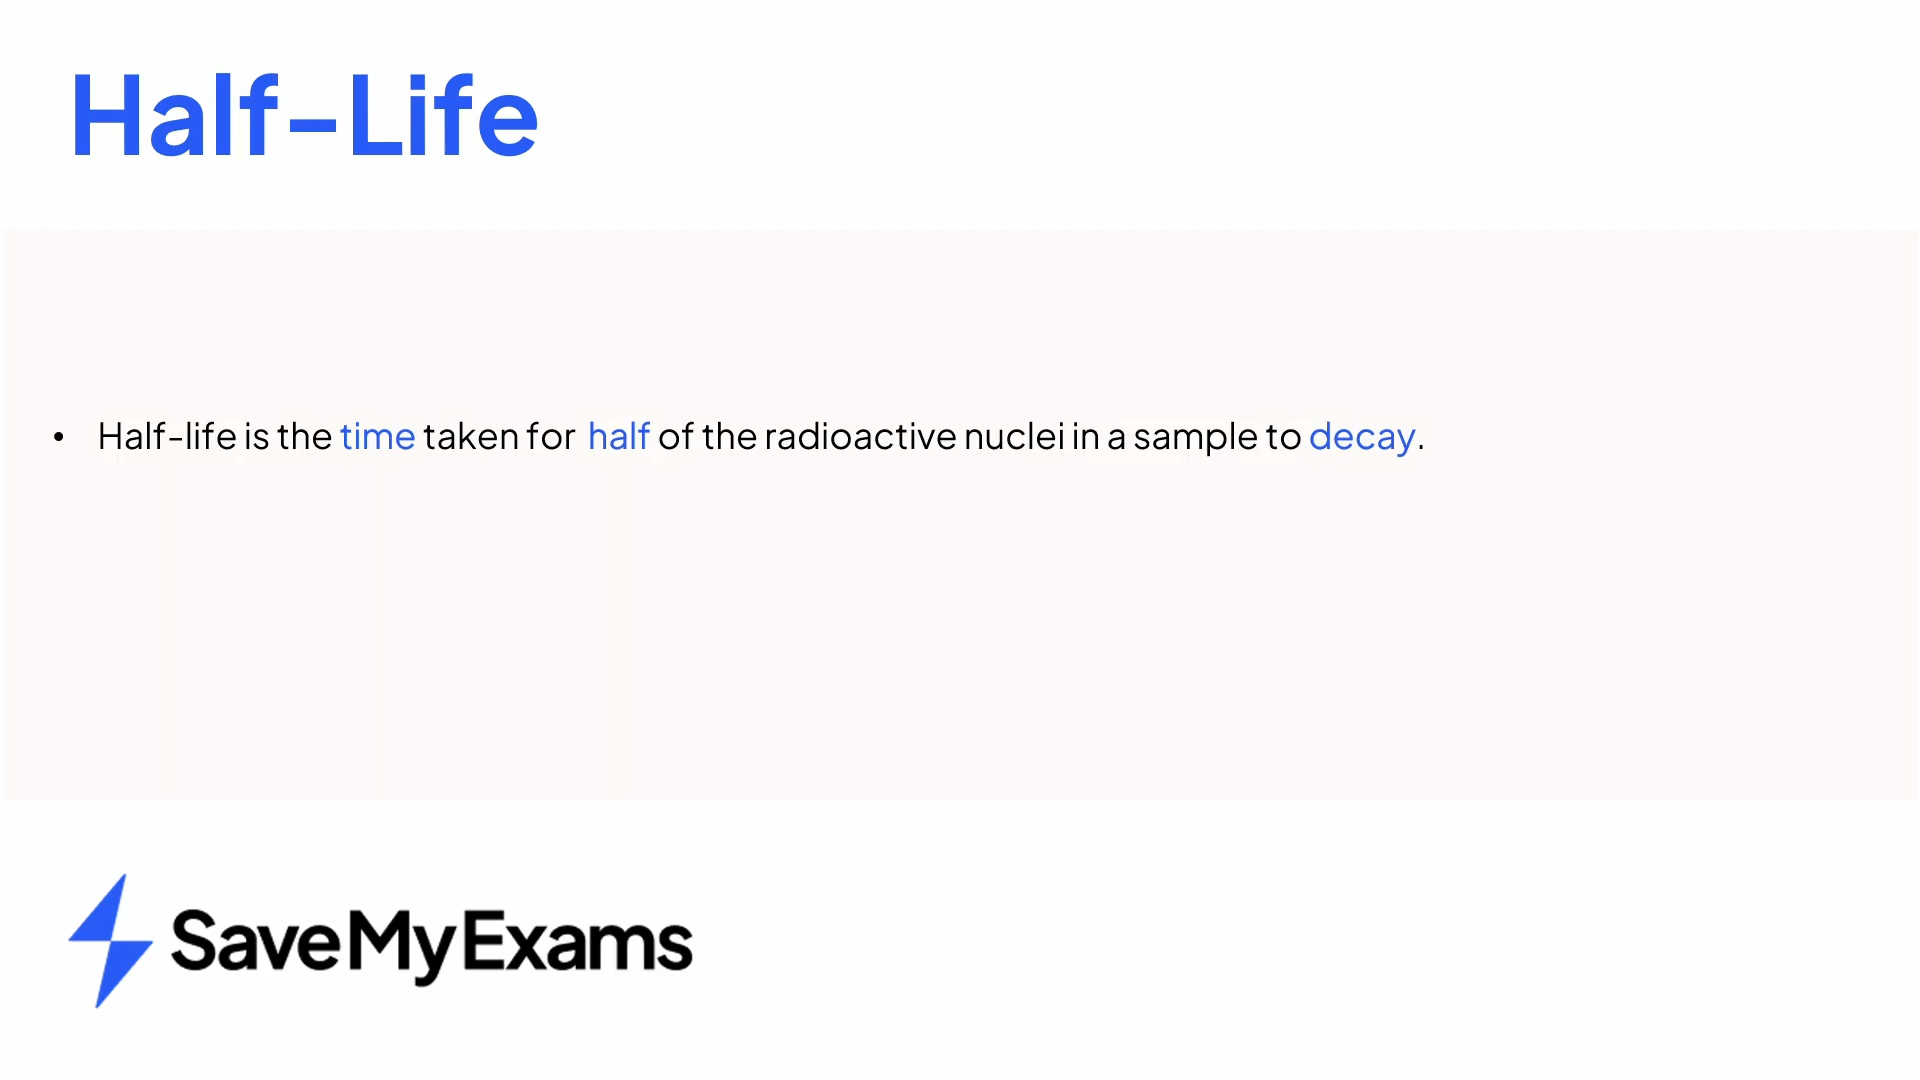 Half-Life
• Half-life is the time taken for half of the radioactive nuclei in a sample to decay.
SaveMyExams